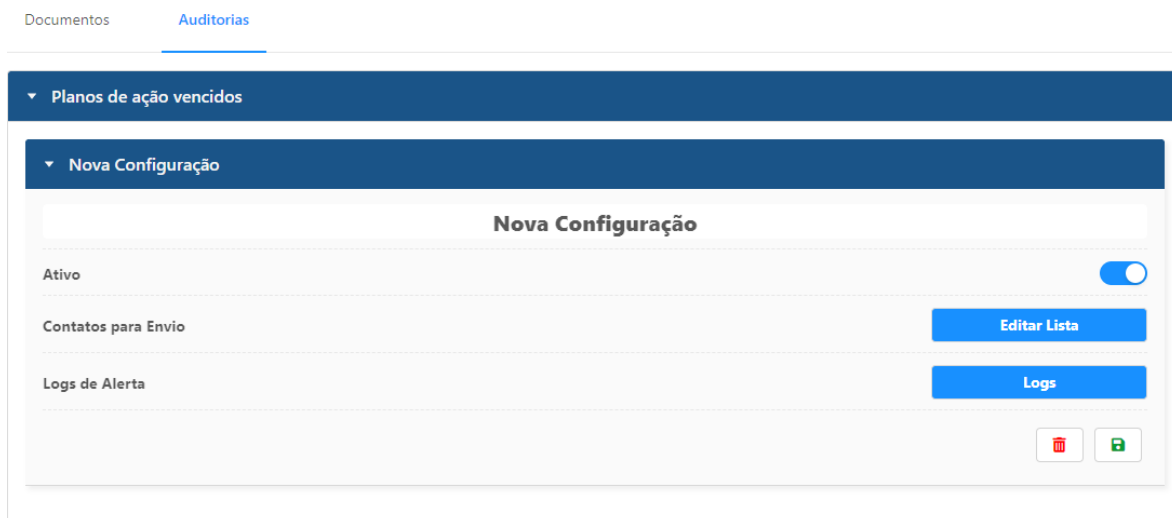 Documentos Auditorias
Planos de ação vencidos
Nova Configuração
Nova Configuração
Ativo
Contatos para Envio Editar Lista
Logs de Alerta Logs